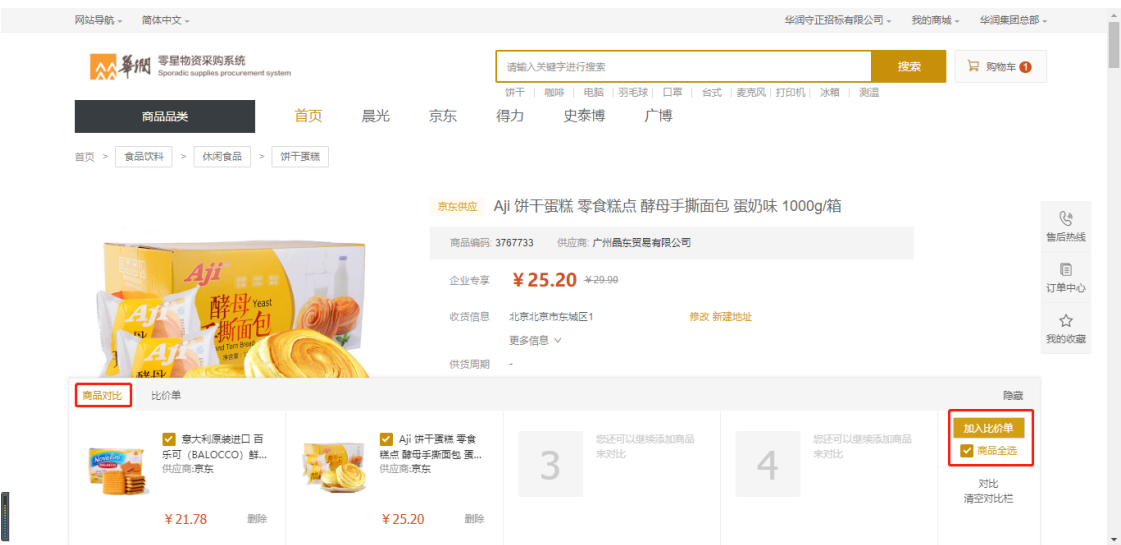 网站导航 简体中文 华润守正招标有限公司 我的商城 华润集团总部
華潤 零星物资采购系统
Sporadic supplies procurement system
请输入关键字进行搜索 搜索 购物车 1
饼干 | 咖啡 | 电脑 | 羽毛球 | 口罩 | 台式 | 麦克风 | 打印机 | 冰箱 | 测温
商品品类 首页 晨光 京东 得力 史泰博 广博
首页 > 食品饮料 > 休闲食品 > 饼干蛋糕
京东供应 Aji 饼干蛋糕 零食糕点 酵母手撕面包 蛋奶味 1000g/箱
商品编码: 3767733 供应商: 广州晶东贸易有限公司
企业专享 ¥25.20 ¥29.90
收货信息 北京北京市东城区1 修改 新建地址
更多信息
供货周期 -
售后热线
订单中心
我的收藏
Aji
酵母 Yeast
手撕面包
Aji
Aji
商品对比 比价单 隐藏
意大利原装进口 百
乐可（BALOCCO）鲜...
供应商:京东
¥21.78 删除
Aji 饼干蛋糕 零食
糕点 酵母手撕面包 蛋...
供应商:京东
¥25.20 删除
3 您还可以继续添加商品
来对比
4 您还可以继续添加商品
来对比
加入比价单
商品全选
对比
清空对比栏